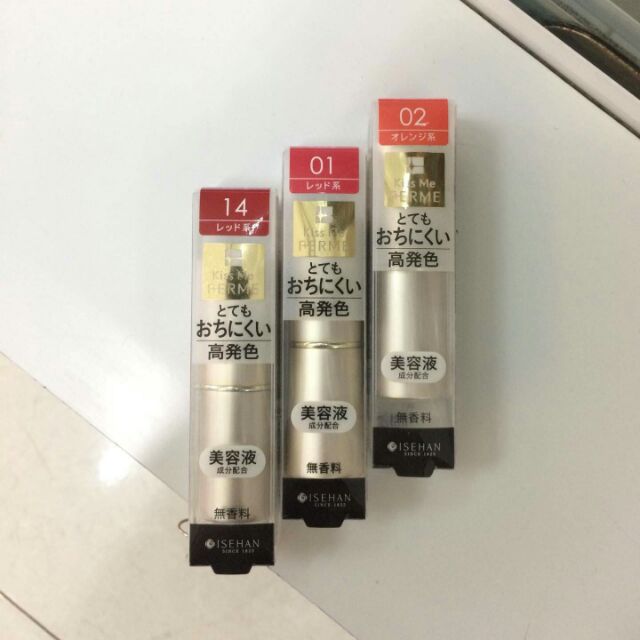 14
レッド系
Kiss Me
FERME
とても
おちにくい
高発色
美容液
成分配合
無香料
ISEHAN
SINCE 1825
01
レッド系
Kiss Me
FERME
とても
おちにくい
高発色
美容液
成分配合
無香料
ISEHAN
SINCE 1825
02
オレンジ系
Kiss Me
FERME
とても
おちにくい
高発色
美容液
成分配合
無香料
ISEHAN
SINCE 1825